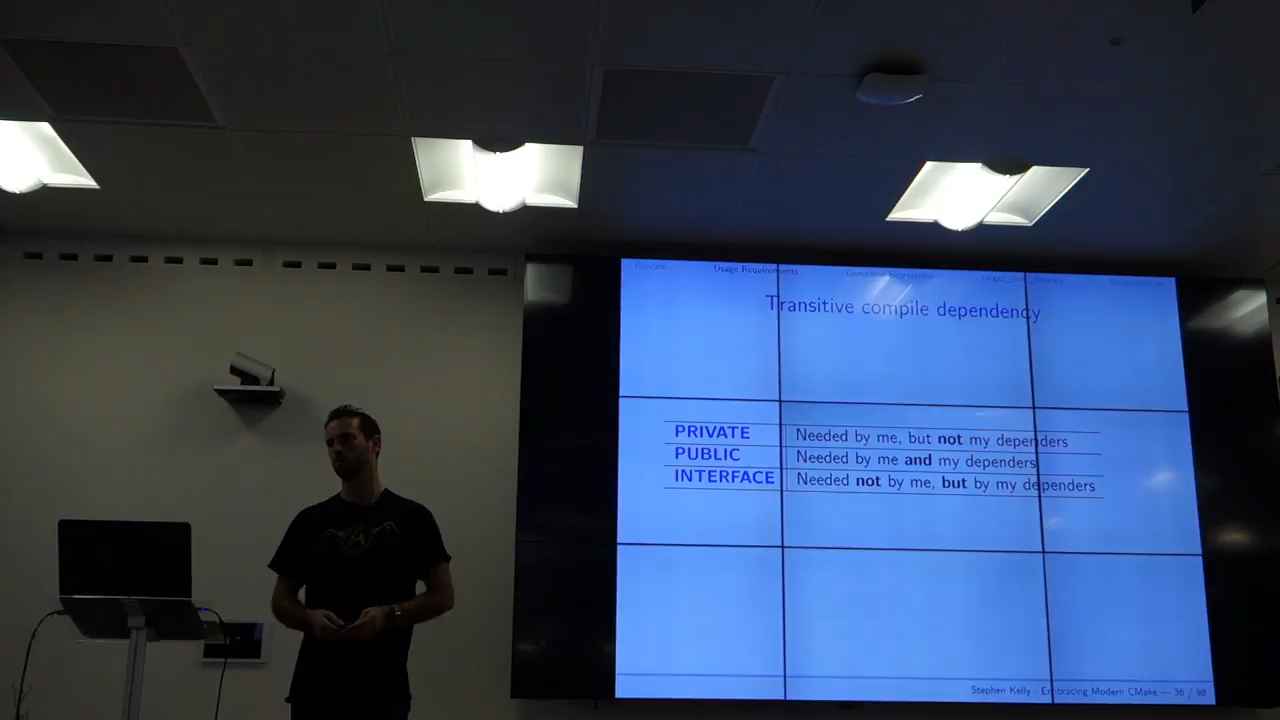 Usage Requirements
Transitive compile dependency
PRIVATE Needed by me, but not my dependers
PUBLIC Needed by me and my dependers
INTERFACE Needed not by me, but by my dependers
Stephen Kelly Embracing Modern CMake — 36 / 98